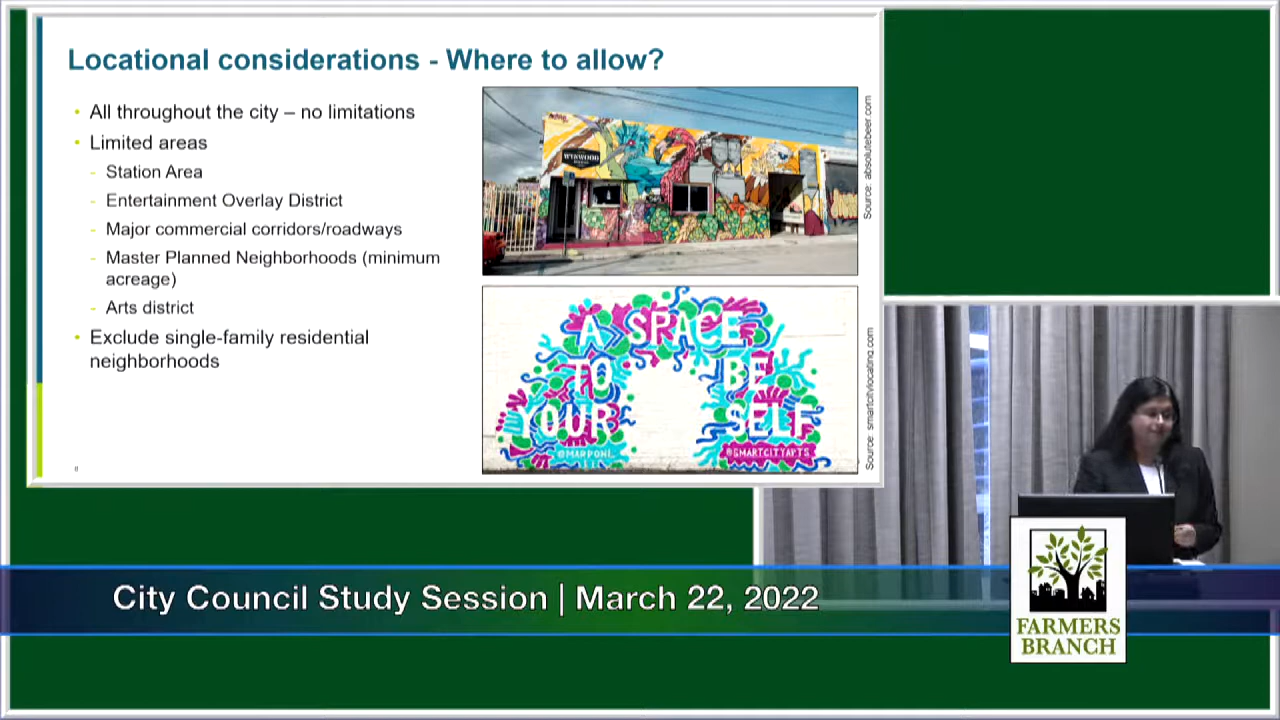 Locational considerations - Where to allow?
• All throughout the city – no limitations
• Limited areas
- Station Area
- Entertainment Overlay District
- Major commercial corridors/roadways
- Master Planned Neighborhoods (minimum
acreage)
- Arts district
• Exclude single-family residential
neighborhoods
WYNWOOD
Source: absolutebeer.com
A SPACE
TO BE
YOUR SELF
@MARPONI
@SMARTCITYAPTS
Source: smartcitylocating.com
City Council Study Session | March 22, 2022
FARMERS
BRANCH